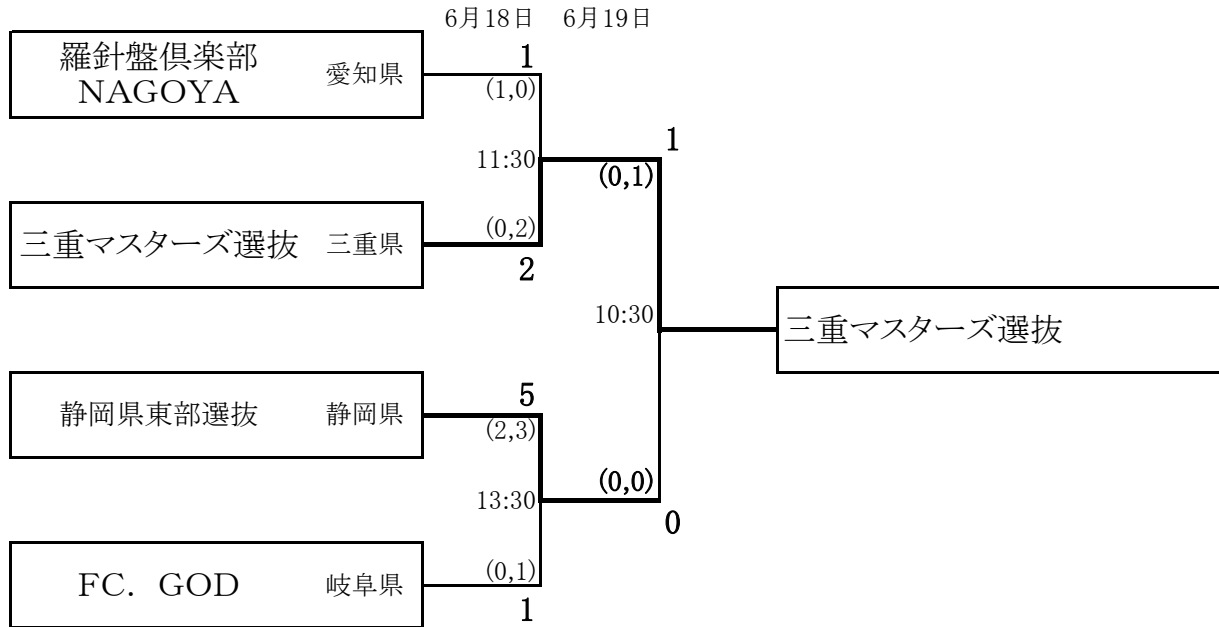 6月18日 6月19日
羅針盤倶楽部
NAGOYA
愛知県
1
(1,0)
11:30
1
(0,1)
三重マスターズ選抜 三重県
(0,2)
2
10:30
三重マスターズ選抜
静岡県東部選抜 静岡県
5
(2,3)
13:30
(0,0)
0
FC. GOD 岐阜県
(0,1)
1